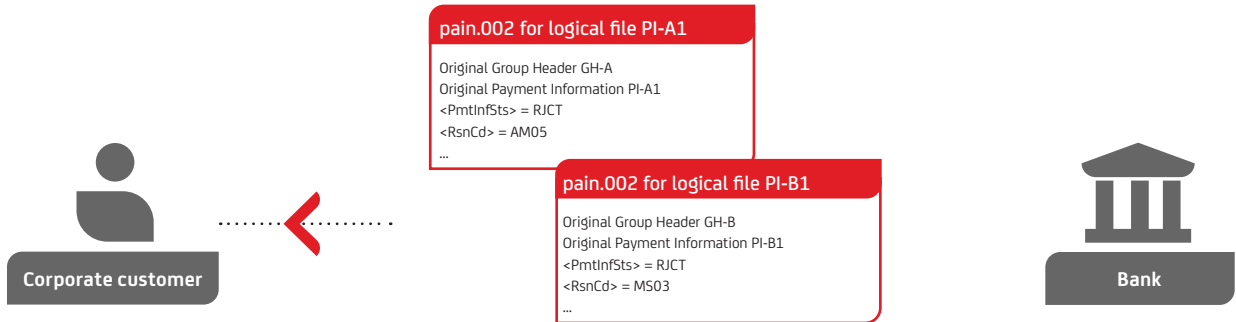 pain.002 for logical file PI-A1
Original Group Header GH-A
Original Payment Information PI-A1
<PmtInfSts> = RJCT
<RsnCd> = AM05
...
pain.002 for logical file PI-B1
Original Group Header GH-B
Original Payment Information PI-B1
<PmtInfSts> = RJCT
<RsnCd> = MS03
...
Corporate customer
Bank